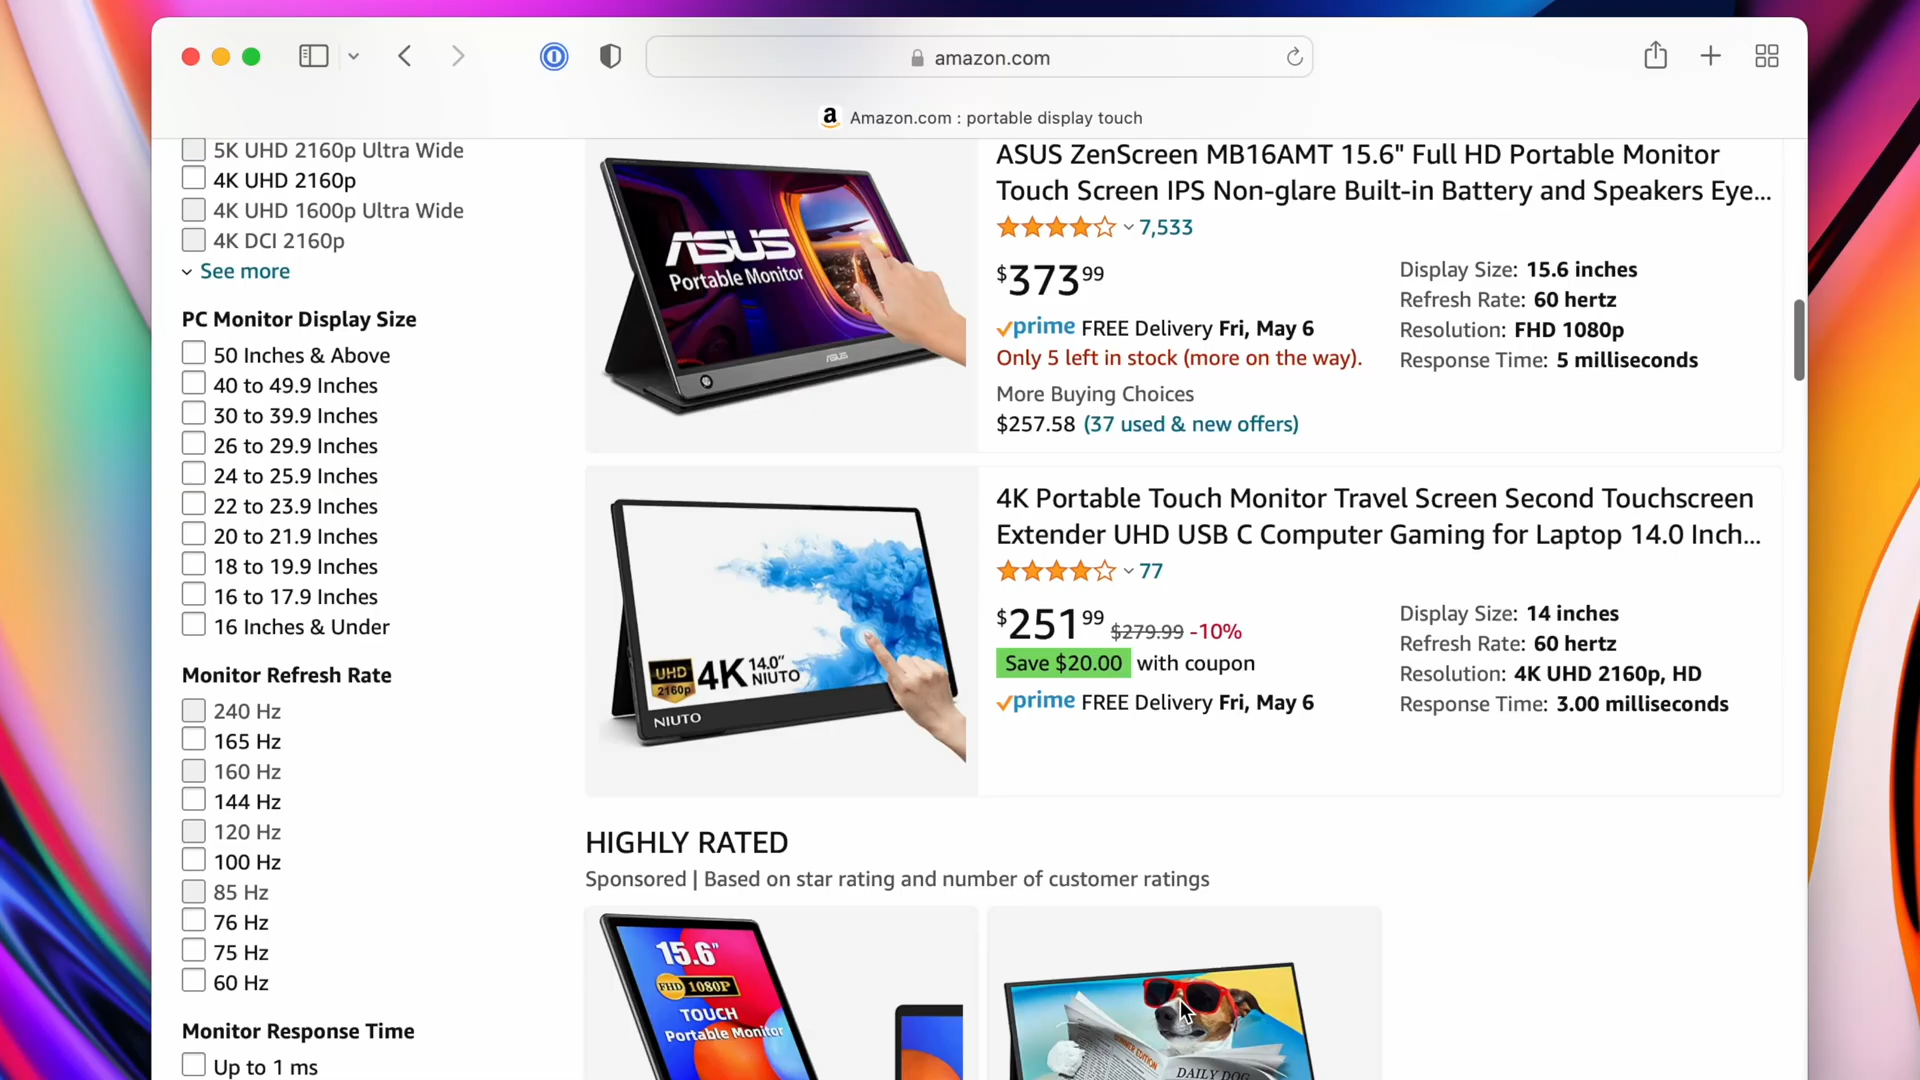 amazon.com
a Amazon.com : portable display touch
5K UHD 2160p Ultra Wide
4K UHD 2160p
4K UHD 1600p Ultra Wide
4K DCI 2160p
See more
PC Monitor Display Size
50 Inches & Above
40 to 49.9 Inches
30 to 39.9 Inches
26 to 29.9 Inches
24 to 25.9 Inches
22 to 23.9 Inches
20 to 21.9 Inches
18 to 19.9 Inches
16 to 17.9 Inches
16 Inches & Under
Monitor Refresh Rate
240 Hz
165 Hz
160 Hz
144 Hz
120 Hz
100 Hz
85 Hz
76 Hz
75 Hz
60 Hz
Monitor Response Time
Up to 1 ms
ASUS
Portable Monitor
ASUS
ASUS ZenScreen MB16AMT 15.6" Full HD Portable Monitor
Touch Screen IPS Non-glare Built-in Battery and Speakers Eye...
7,533
$373.99
prime FREE Delivery Fri, May 6
Only 5 left in stock (more on the way).
More Buying Choices
$257.58 (37 used & new offers)
Display Size: 15.6 inches
Refresh Rate: 60 hertz
Resolution: FHD 1080p
Response Time: 5 milliseconds
UHD
2160p
4K
14.0"
NIUTO
NIUTO
4K Portable Touch Monitor Travel Screen Second Touchscreen
Extender UHD USB C Computer Gaming for Laptop 14.0 Inch...
77
$251.99 $279.99 -10%
Save $20.00 with coupon
prime FREE Delivery Fri, May 6
Display Size: 14 inches
Refresh Rate: 60 hertz
Resolution: 4K UHD 2160p, HD
Response Time: 3.00 milliseconds
HIGHLY RATED
Sponsored | Based on star rating and number of customer ratings
15.6"
FHD 1080P
TOUCH
Portable Monitor
SUMMER EDITION
DAILY DOG